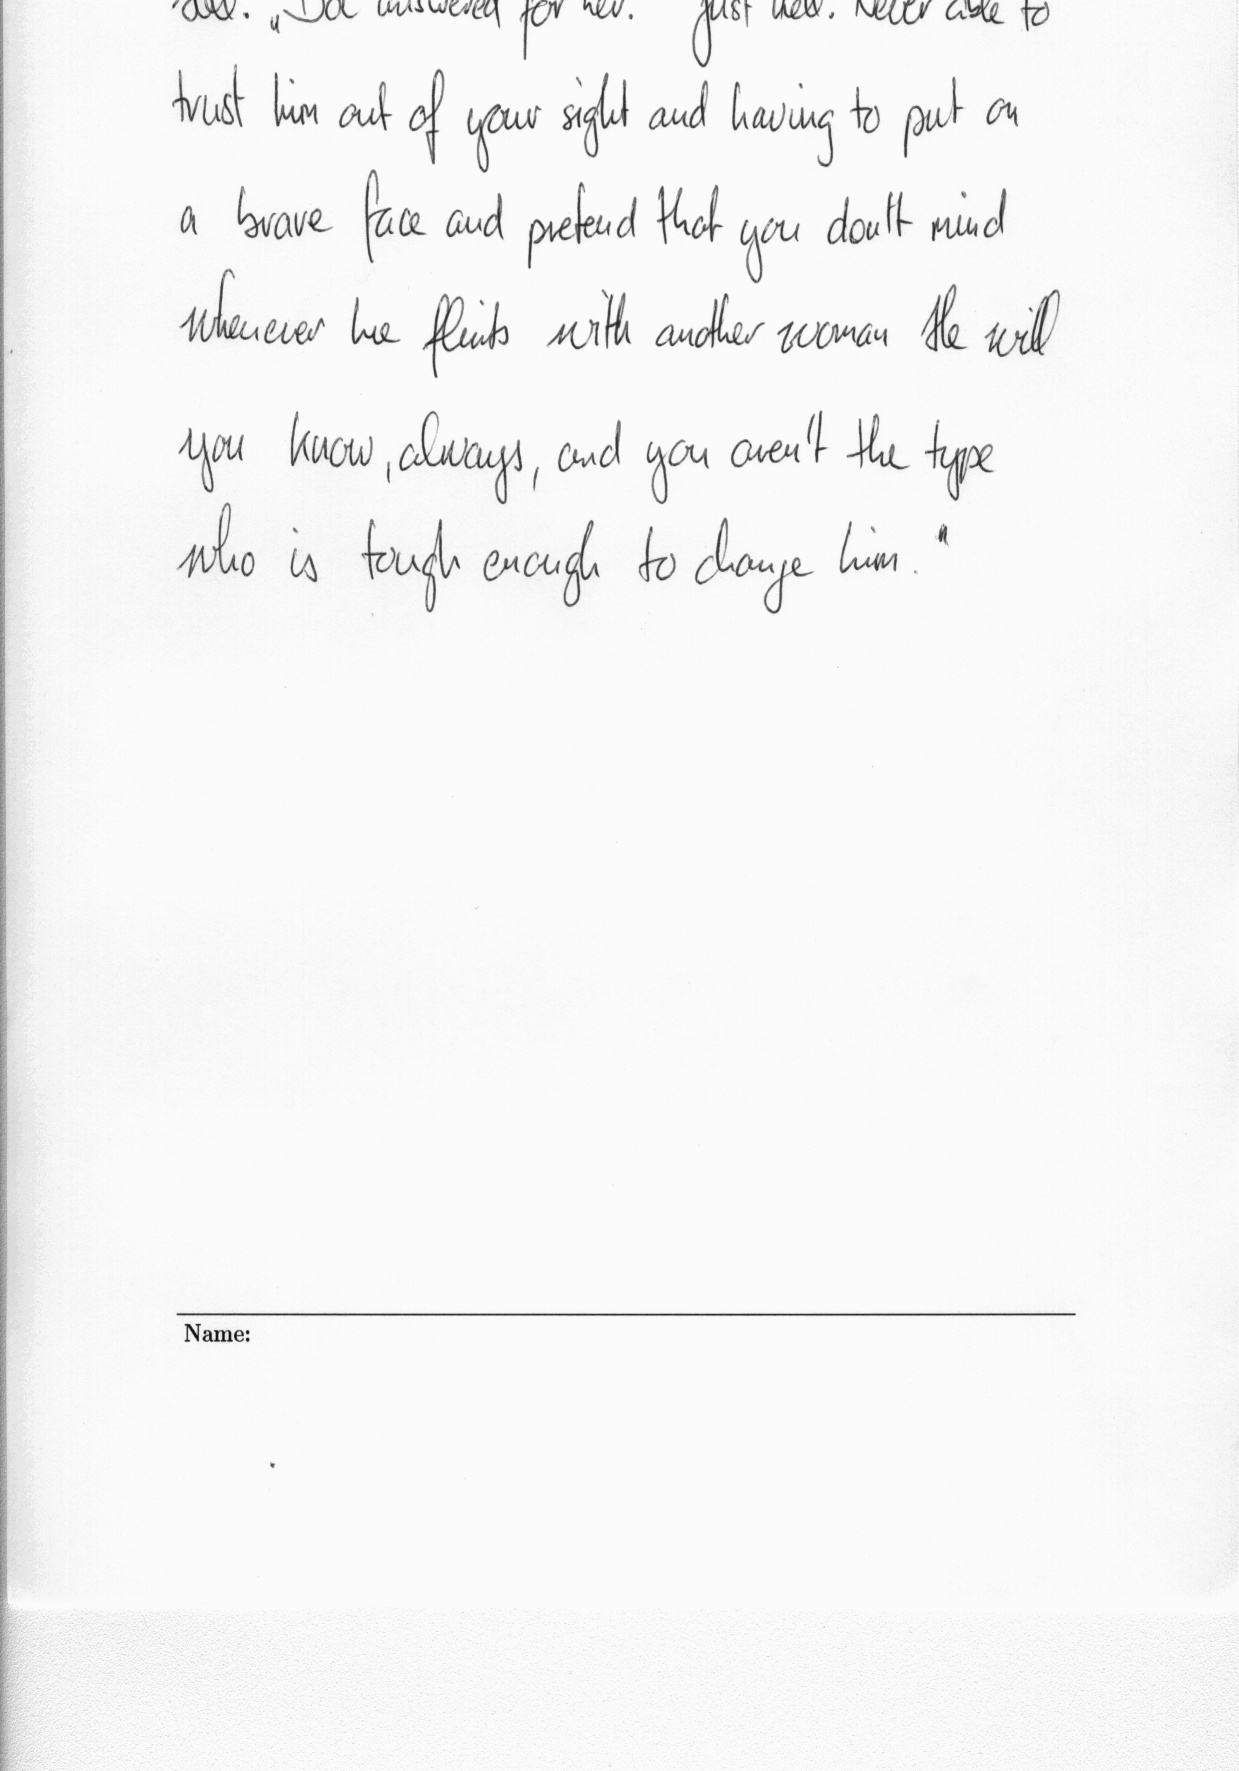 answered for her. Just hell. Never able to
trust him out of your sight and having to put on
a brave face and pretend that you don't mind
whenever he flirts with another woman He will
you know, always, and you aren't the type
who is tough enough to change him."
Name: